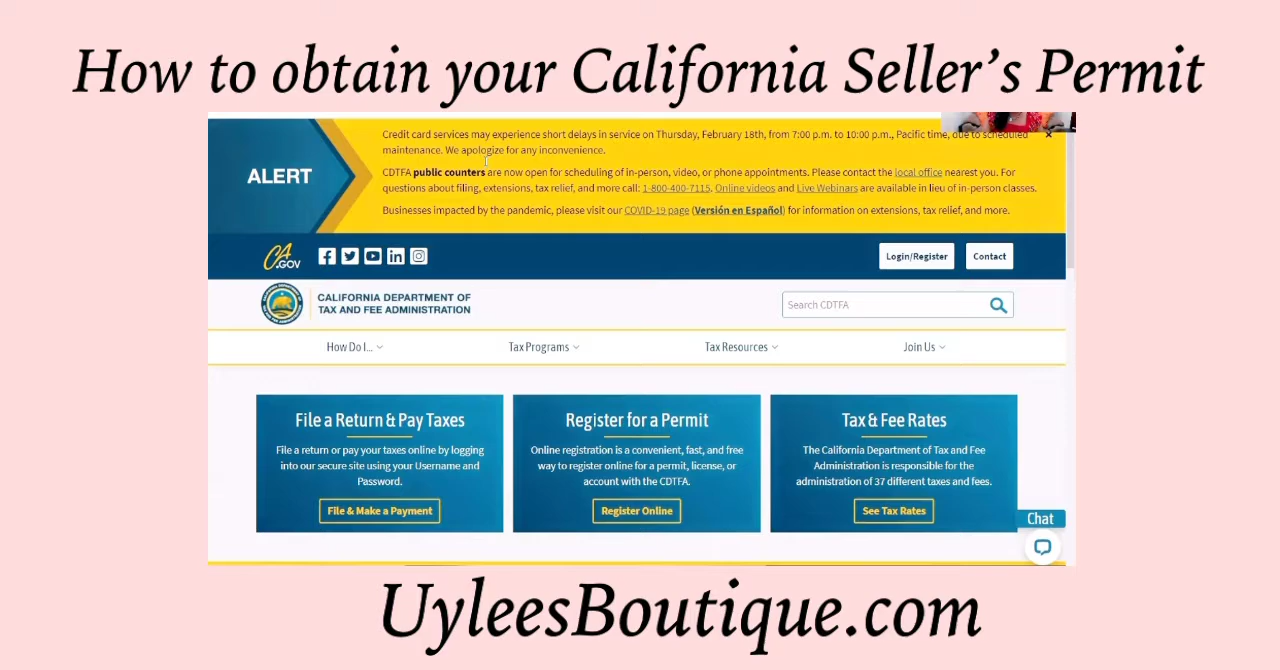 How to obtain your California Seller’s Permit
Credit card services may experience short delays in service on Thursday, February 18th, from 7:00 p.m. to 10:00 p.m., Pacific time, due to scheduled
maintenance. We apologize for any inconvenience.
ALERT
CDTFA public counters are now open for scheduling of in-person, video, or phone appointments. Please contact the local office nearest you. For
questions about filing, extensions, tax relief, and more call: 1-800-400-7115. Online videos and Live Webinars are available in lieu of in-person classes.
Businesses impacted by the pandemic, please visit our COVID-19 page (Versión en Español) for information on extensions, tax relief, and more.
CA.GOV
Login/Register
Contact
CALIFORNIA DEPARTMENT OF
TAX AND FEE ADMINISTRATION
Search CDTFA
How Do I...
Tax Programs
Tax Resources
Join Us
File a Return & Pay Taxes
File a return or pay your taxes online by logging
into our secure site using your Username and
Password.
File & Make a Payment
Register for a Permit
Online registration is a convenient, fast, and free
way to register online for a permit, license, or
account with the CDTFA.
Register Online
Tax & Fee Rates
The California Department of Tax and Fee
Administration is responsible for the
administration of 37 different taxes and fees.
See Tax Rates
Chat
UyleesBoutique.com